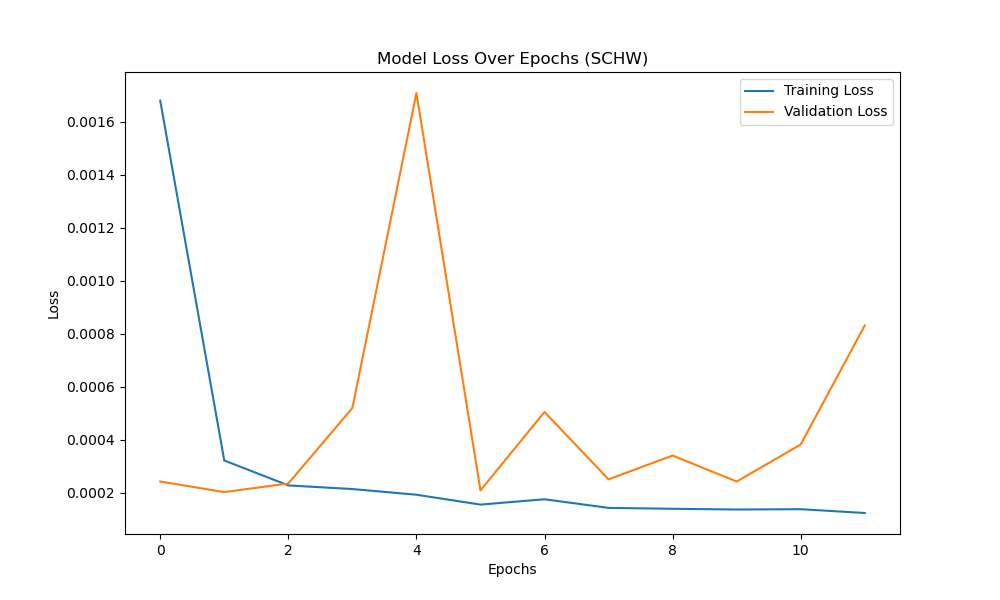 Model Loss Over Epochs (SCHW)
Training Loss
Validation Loss
0.0016
0.0014
0.0012
0.0010
0.0008
0.0006
0.0004
0.0002
Loss
0 2 4 6 8 10
Epochs